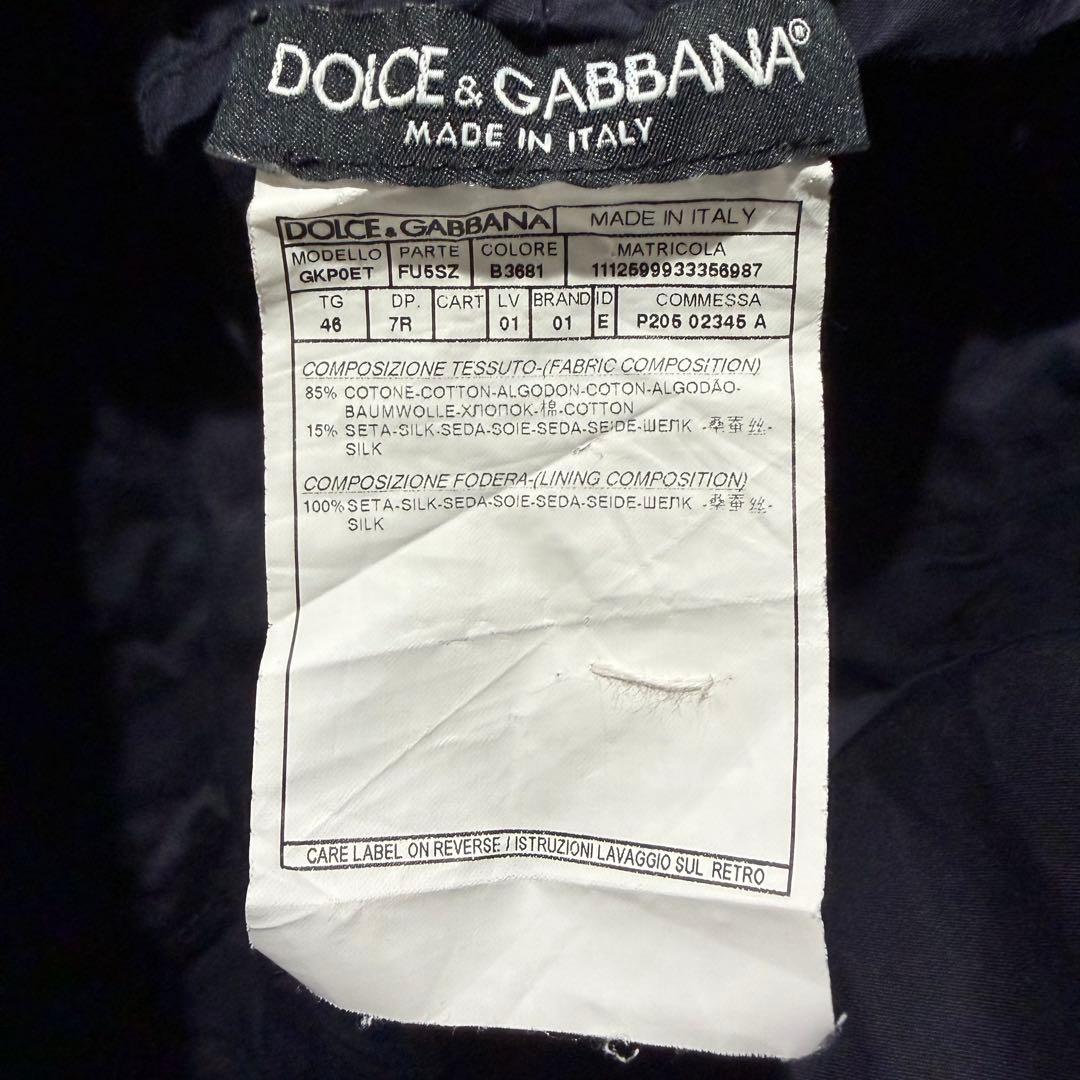 DOLCE & GABBANA®
MADE IN ITALY
DOLCE & GABBANA MADE IN ITALY
MODELLO PARTE COLORE MATRICOLA
GKP0ET FU5SZ B3681 1112599933356987
TG DP. CART LV BRAND ID COMMESSA
46 7R 01 01 E P205 02345 A
COMPOSIZIONE TESSUTO-(FABRIC COMPOSITION)
85% COTONE-COTTON-ALGODON-COTON-ALGODÃO-
BAUMWOLLE-ХЛОПОК-棉-COTTON
15% SETA-SILK-SEDA-SOIE-SEDA-SEIDE-ШЕЛК -桑蚕丝-
SILK
COMPOSIZIONE FODERA-(LINING COMPOSITION)
100% SETA-SILK-SEDA-SOIE-SEDA-SEIDE-ШЕЛК -桑蚕丝-
SILK
CARE LABEL ON REVERSE / ISTRUZIONI LAVAGGIO SUL RETRO